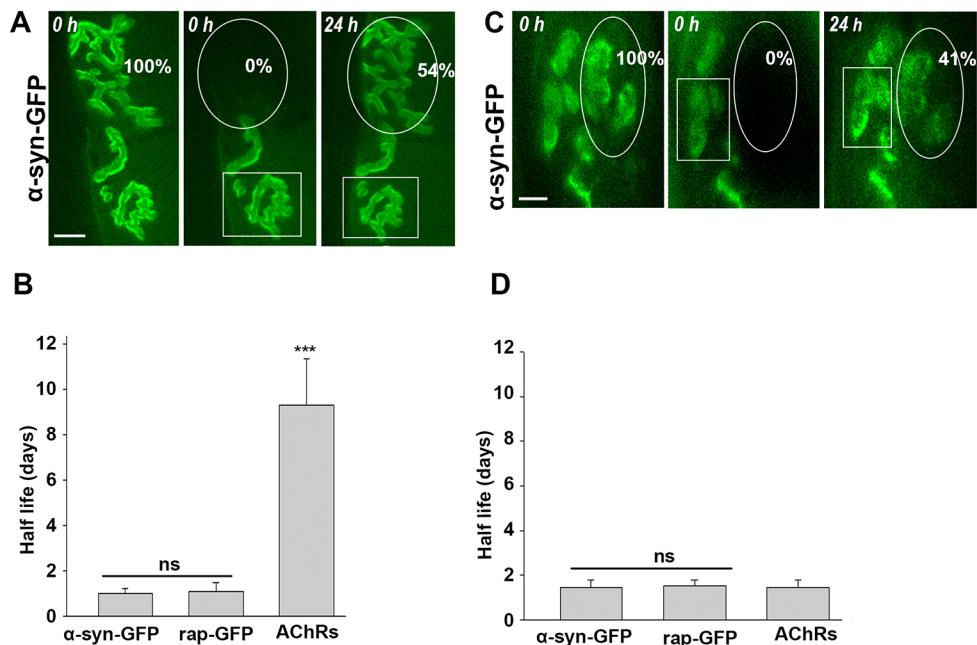 A
α-syn-GFP
0 h
100%
0 h
0%
24 h
54%
C
α-syn-GFP
0 h
100%
0 h
0%
24 h
41%
B
Half life (days)
12
10
8
6
4
2
0
ns
***
α-syn-GFP
rap-GFP
AChRs
D
Half life (days)
12
10
8
6
4
2
0
ns
α-syn-GFP
rap-GFP
AChRs